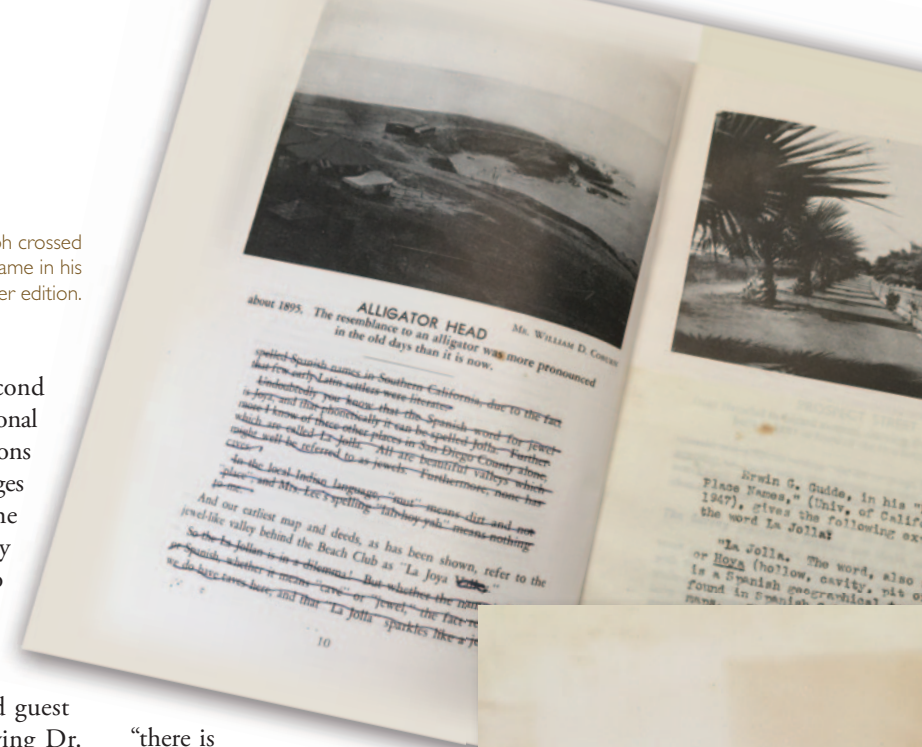 ph crossed
ame in his
er edition.
cond
onal
ons
ges
ne
y
d guest
ving Dr.
"there is
ALLIGATOR HEAD
Mr. William D. Coburn
about 1895. The resemblance to an alligator was more pronounced
in the old days than it is now.
spelled Spanish names in Southern California, due to the fact
that few early Latin settlers were literate.
Undoubtedly you know that the Spanish word for jewel
is Joya, and that phonetically it can be spelled Jolla. Further
more I know of three other places in San Diego County alone,
which are called La Jolla. All are beautiful valleys which
might well be referred to as jewels. Furthermore, none has
caves.
In the local Indian language, "mut" means dirt and not
"place", and Mrs. Lee's spelling means nothing
to me.
And our earliest map and deeds, as has been shown, refer to the
jewel-like valley behind the Beach Club as "La Joya
So the La Jollan is in a dilemma! But whether the
or Spanish, whether it means "cave" or "jewel," the fact
we do have caves here, and that "La Jolla" sparkles like a
10
Erwin G. Gudde, in his "
Place Names," (Univ. of Calif
1947), gives the following ex
the word La Jolla:
"La Jolla. The word, also
or Hoya (hollow, cavity, pit o
is a Spanish geographical t
found in Spanish